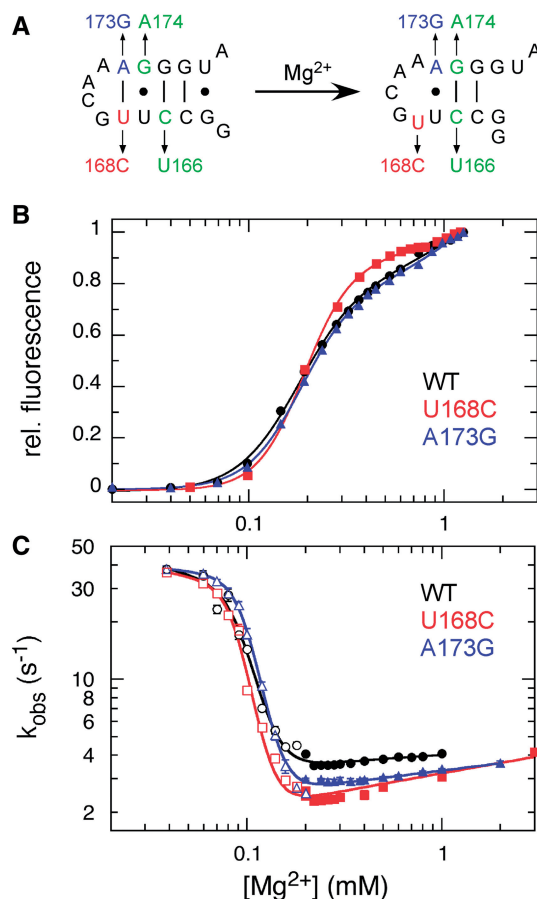 A
173G A174
A
A A G G G U
A
C
G U U C C G
G
168C U166
Mg2+
173G A174
A A G G G U A
A
C
G U C C G
G
168C U166
B
1
0.8
0.6
0.4
0.2
0
rel. fluorescence
WT
U168C
A173G
0.1 1
C
50
30
10
8
6
4
2
kobs (s-1)
WT
U168C
A173G
0.1 1
[Mg2+] (mM)